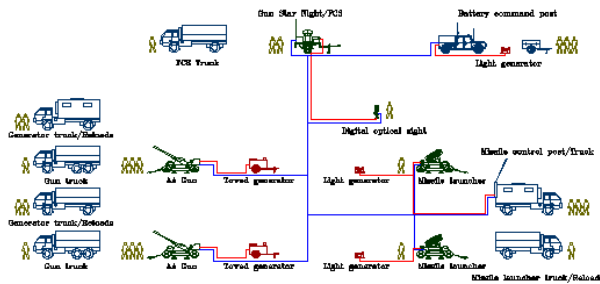 Gun Star Night/FCS
Battery command post
FCS Truck
Light generator
Digital optical sight
Generator truck/Reloads
Missile control post/Truck
Gun truck
AA Gun
Towed generator
Light generator
Missile launcher
Generator truck/Reloads
Gun truck
AA Gun
Towed generator
Light generator
Missile launcher
Missile launcher truck/Reload